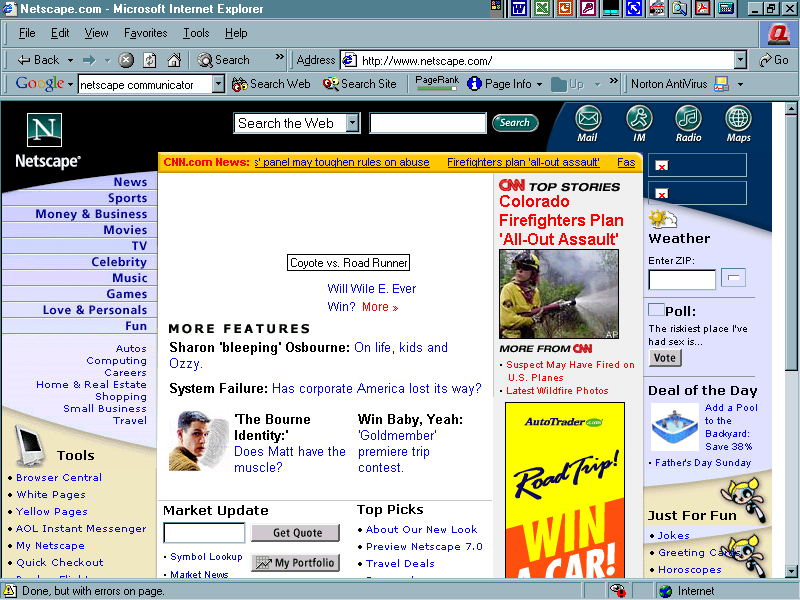 Netscape.com - Microsoft Internet Explorer
File Edit View Favorites Tools Help
Back Search » Address http://www.netscape.com/ Go
Google netscape communicator Search Web Search Site PageRank Page Info Up » Norton AntiVirus
N
Netscape®
Search the Web Search
Mail IM Radio Maps
CNN.com News: s' panel may toughen rules on abuse Firefighters plan 'all-out assault' Fas
News
Sports
Money & Business
Movies
TV
Celebrity
Music
Games
Love & Personals
Fun
Autos
Computing
Careers
Home & Real Estate
Shopping
Small Business
Travel
Tools
• Browser Central
• White Pages
• Yellow Pages
• AOL Instant Messenger
• My Netscape
• Quick Checkout
Coyote vs. Road Runner
Will Wile E. Ever
Win? More »
MORE FEATURES
Sharon 'bleeping' Osbourne: On life, kids and
Ozzy.
System Failure: Has corporate America lost its way?
'The Bourne
Identity:'
Does Matt have the
muscle?
Win Baby, Yeah:
'Goldmember'
premiere trip
contest.
Market Update
Get Quote
• Symbol Lookup
My Portfolio
• Market News
Top Picks
• About Our New Look
• Preview Netscape 7.0
• Travel Deals
CNN TOP STORIES
Colorado
Firefighters Plan
'All-Out Assault'
AP
MORE FROM CNN
• Suspect May Have Fired on
U.S. Planes
• Latest Wildfire Photos
AutoTrader.com
Road Trip!
WIN
A CAR!
Weather
Enter ZIP:
Poll:
The riskiest place I've
had sex is...
Vote
Deal of the Day
Add a Pool
to the
Backyard:
Save 38%
• Father's Day Sunday
Just For Fun
• Jokes
• Greeting Cards
• Horoscopes
Done, but with errors on page. Internet